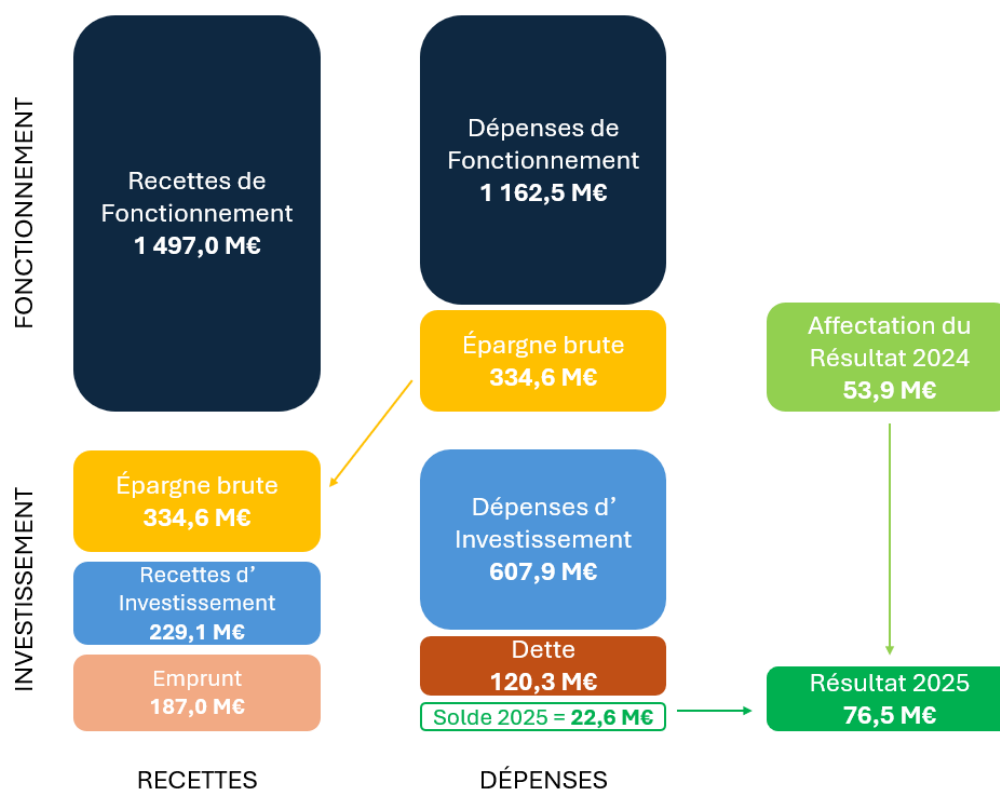 FONCTIONNEMENT
Recettes de
Fonctionnement
1 497,0 M€
Dépenses de
Fonctionnement
1 162,5 M€
Épargne brute
334,6 M€
Affectation du
Résultat 2024
53,9 M€
INVESTISSEMENT
Épargne brute
334,6 M€
Recettes d’
Investissement
229,1 M€
Emprunt
187,0 M€
Dépenses d’
Investissement
607,9 M€
Dette
120,3 M€
Solde 2025 = 22,6 M€
Résultat 2025
76,5 M€
RECETTES
DÉPENSES